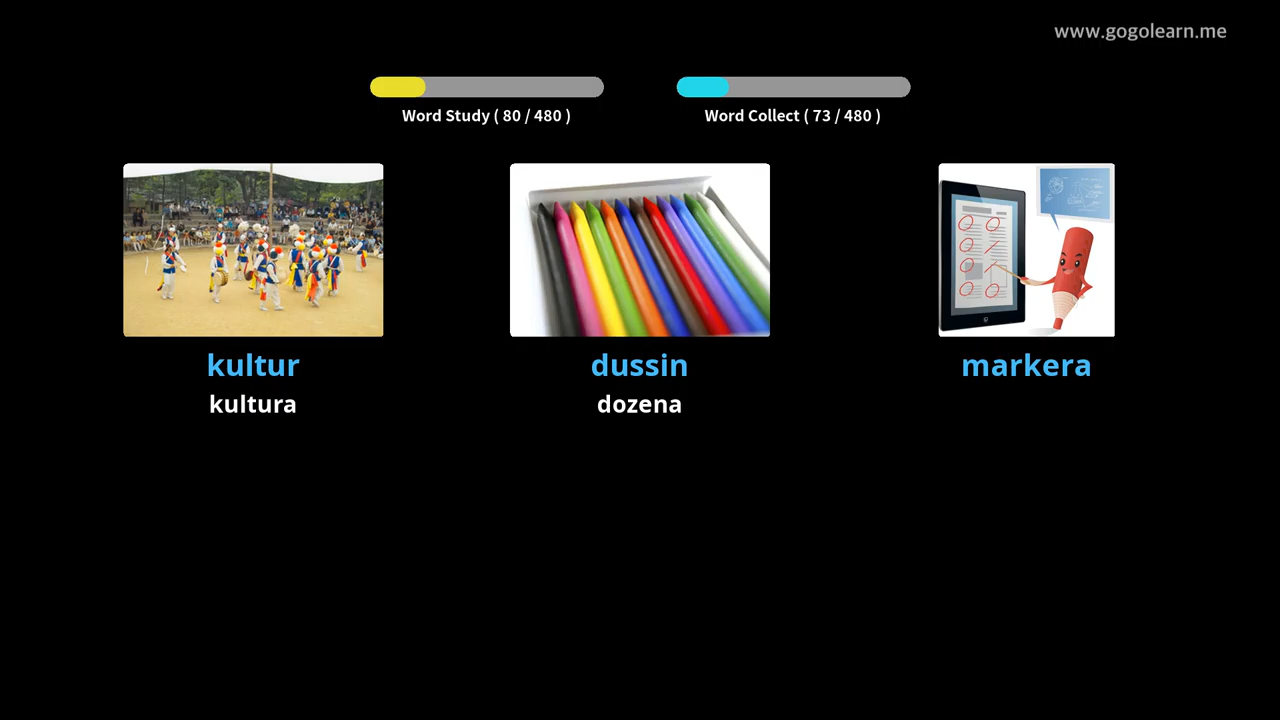 www.gogolearn.me
Word Study ( 80 / 480 )
Word Collect ( 73 / 480 )
kultur
dussin
markera
kultura
dozena